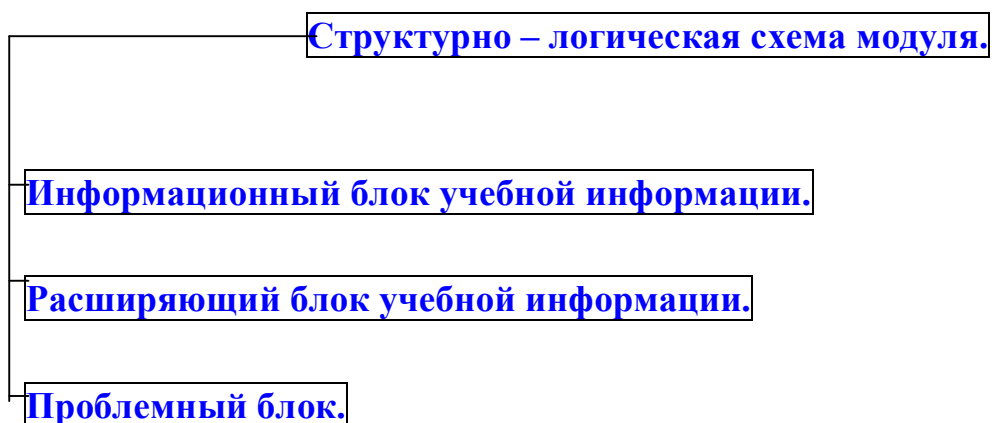 Структурно – логическая схема модуля.
Информационный блок учебной информации.
Расширяющий блок учебной информации.
Проблемный блок.